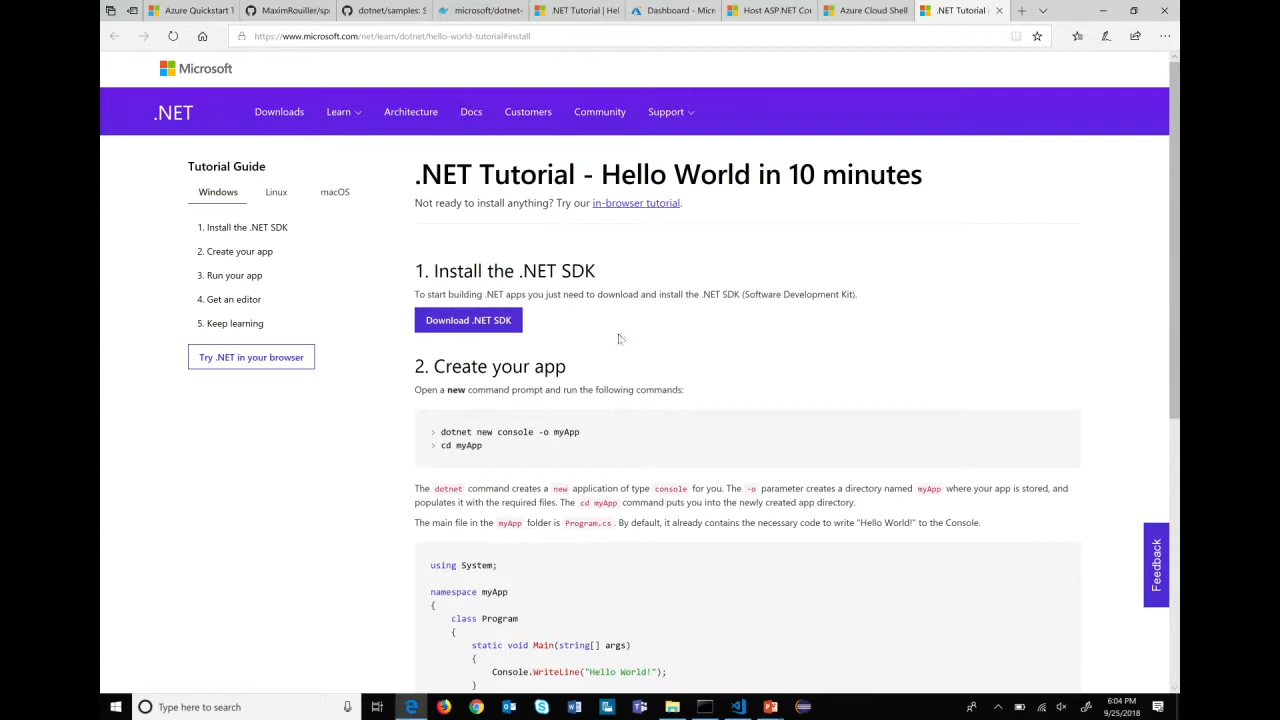 Azure Quickstart T
MaximRouiller/sp
dotnet/samples: S
microsoft/dotnet-
.NET Tutorial | Hel
Dashboard - Micr
Host ASP.NET Cor
Azure Cloud Shell
.NET Tutorial |
https://www.microsoft.com/net/learn/dotnet/hello-world-tutorial#install
Microsoft
.NET Downloads Learn Architecture Docs Customers Community Support
Tutorial Guide
Windows Linux macOS
1. Install the .NET SDK
2. Create your app
3. Run your app
4. Get an editor
5. Keep learning
Try .NET in your browser
.NET Tutorial - Hello World in 10 minutes
Not ready to install anything? Try our in-browser tutorial.
1. Install the .NET SDK
To start building .NET apps you just need to download and install the .NET SDK (Software Development Kit).
Download .NET SDK
2. Create your app
Open a new command prompt and run the following commands:
> dotnet new console -o myApp
> cd myApp
The dotnet command creates a new application of type console for you. The -o parameter creates a directory named myApp where your app is stored, and
populates it with the required files. The cd myApp command puts you into the newly created app directory.
The main file in the myApp folder is Program.cs. By default, it already contains the necessary code to write "Hello World!" to the Console.
using System;
namespace myApp
{
class Program
{
static void Main(string[] args)
{
Console.WriteLine("Hello World!");
}
Feedback
Type here to search
6:04 PM
9/25/2018